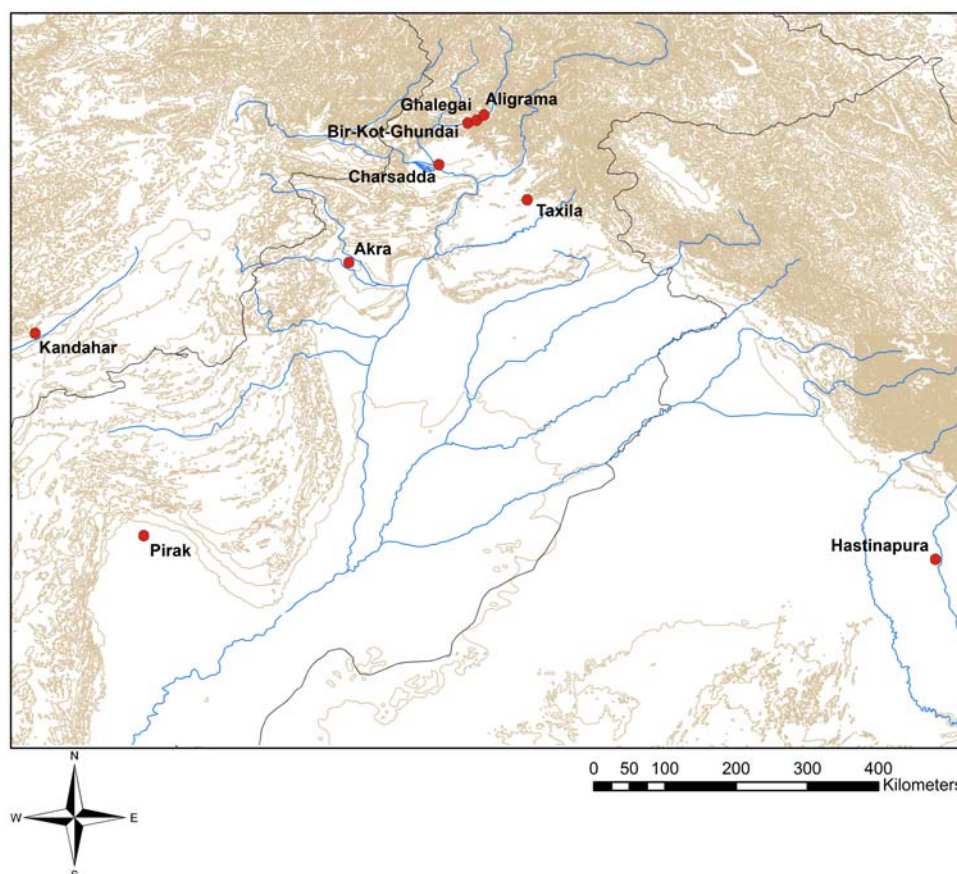 Ghalegai
Aligrama
Bir-Kot-Ghundai
Charsadda
Taxila
Akra
Kandahar
Pirak
Hastinapura
N
W
E
S
0 50 100 200 300 400
Kilometers